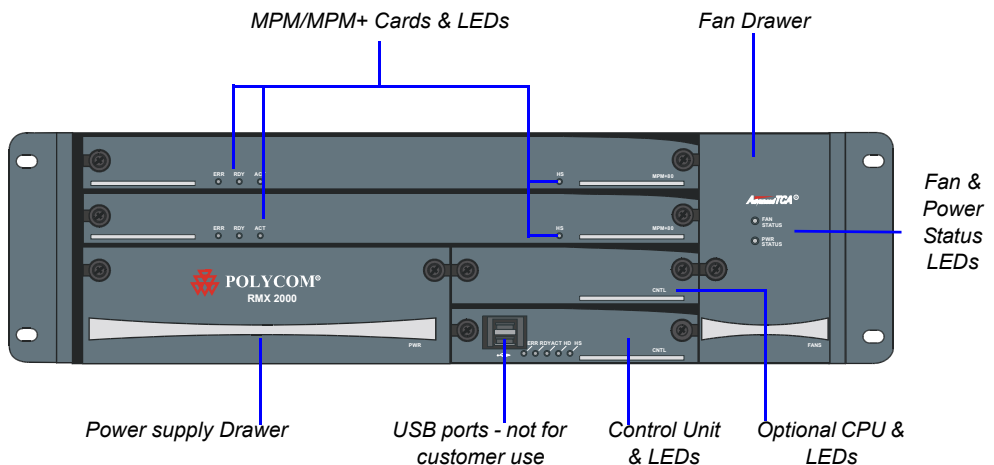 MPM/MPM+ Cards & LEDs
Fan Drawer
ERR RDY ACT HS MPM+80
ERR RDY ACT HS MPM+80
AdvancedTCA®
FAN STATUS
PWR STATUS
Fan &
Power
Status
LEDs
POLYCOM®
RMX 2000
CNTL
PWR
ERR RDY ACT HD HS
CNTL
FANS
Power supply Drawer
USB ports - not for
customer use
Control Unit
& LEDs
Optional CPU &
LEDs